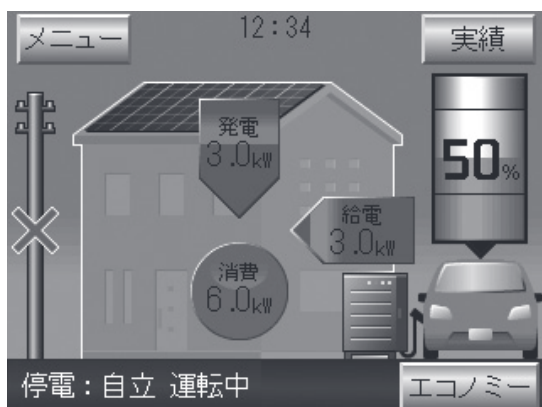 メニュー
12:34
実績
発電
3.0kW
50%
給電
3.0kW
消費
6.0kW
停電：自立 運転中
エコノミー